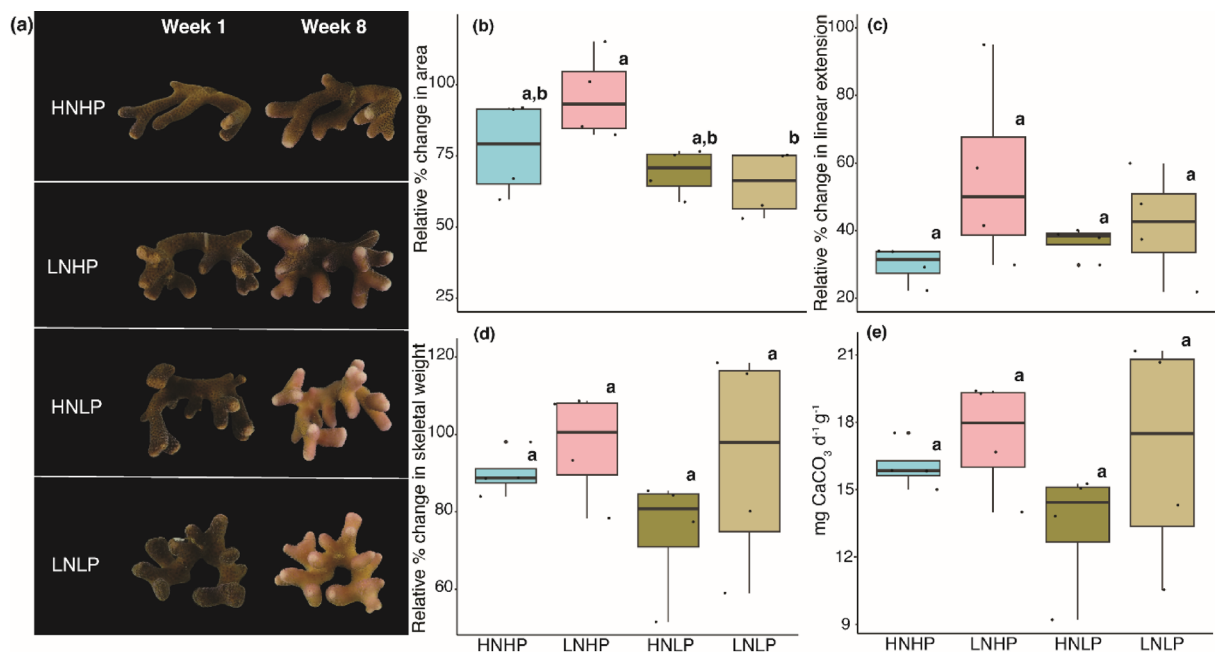 (a)
Week 1
Week 8
HNHP
LNHP
HNLP
LNLP
(b)
Relative % change in area
100
75
50
25
a,b
a
a,b
b
(c)
Relative % change in linear extension
100
80
60
40
20
a
a
a
a
(d)
Relative % change in skeletal weight
120
100
80
60
a
a
a
a
HNHP
LNHP
HNLP
LNLP
(e)
mg CaCO₃ d⁻¹ g⁻¹
21
18
15
12
9
a
a
a
a
HNHP
LNHP
HNLP
LNLP